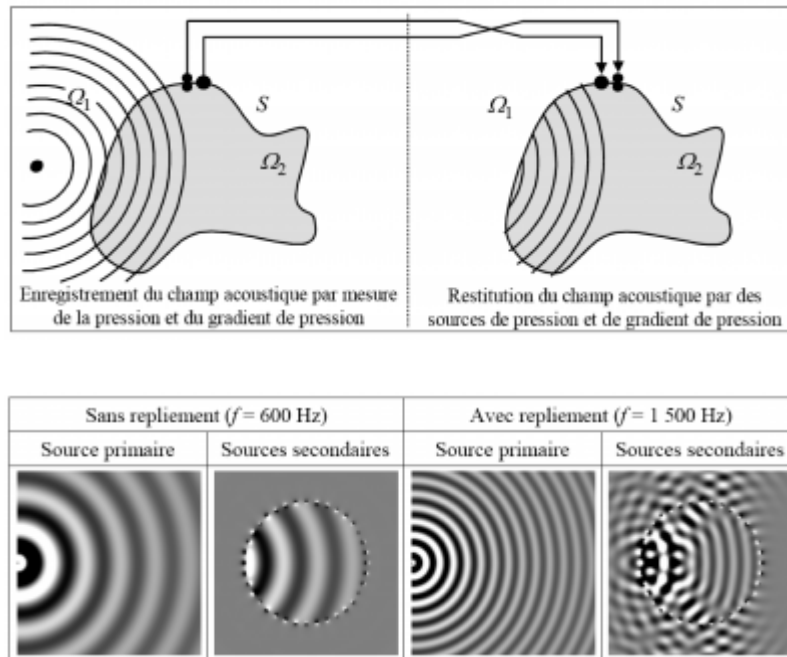 Ω1
S
Ω2
Ω1
S
Ω2
Enregistrement du champ acoustique par mesure
de la pression et du gradient de pression
Restitution du champ acoustique par des
sources de pression et de gradient de pression
Sans repliement (f = 600 Hz)
Avec repliement (f = 1 500 Hz)
Source primaire
Sources secondaires
Source primaire
Sources secondaires